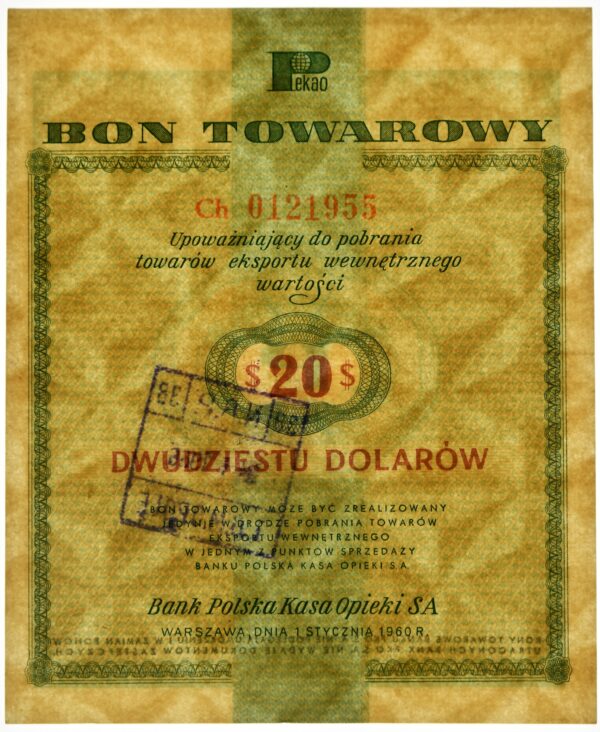 Pekao
BON TOWAROWY
Ch 0121955
Upoważniający do pobrania
towarów eksportu wewnętrznego
wartości
$ 20 $
DWUDZIESTU DOLARÓW
BON TOWAROWY MOŻE BYĆ ZREALIZOWANY
JEDYNIE W DRODZE POBRANIA TOWARÓW
EKSPORTU WEWNĘTRZNEGO
W JEDNYM Z PUNKTÓW SPRZEDAŻY
BANKU POLSKA KASA OPIEKI S.A.
Bank Polska Kasa Opieki SA
WARSZAWA, DNIA 1 STYCZNIA 1960 R.